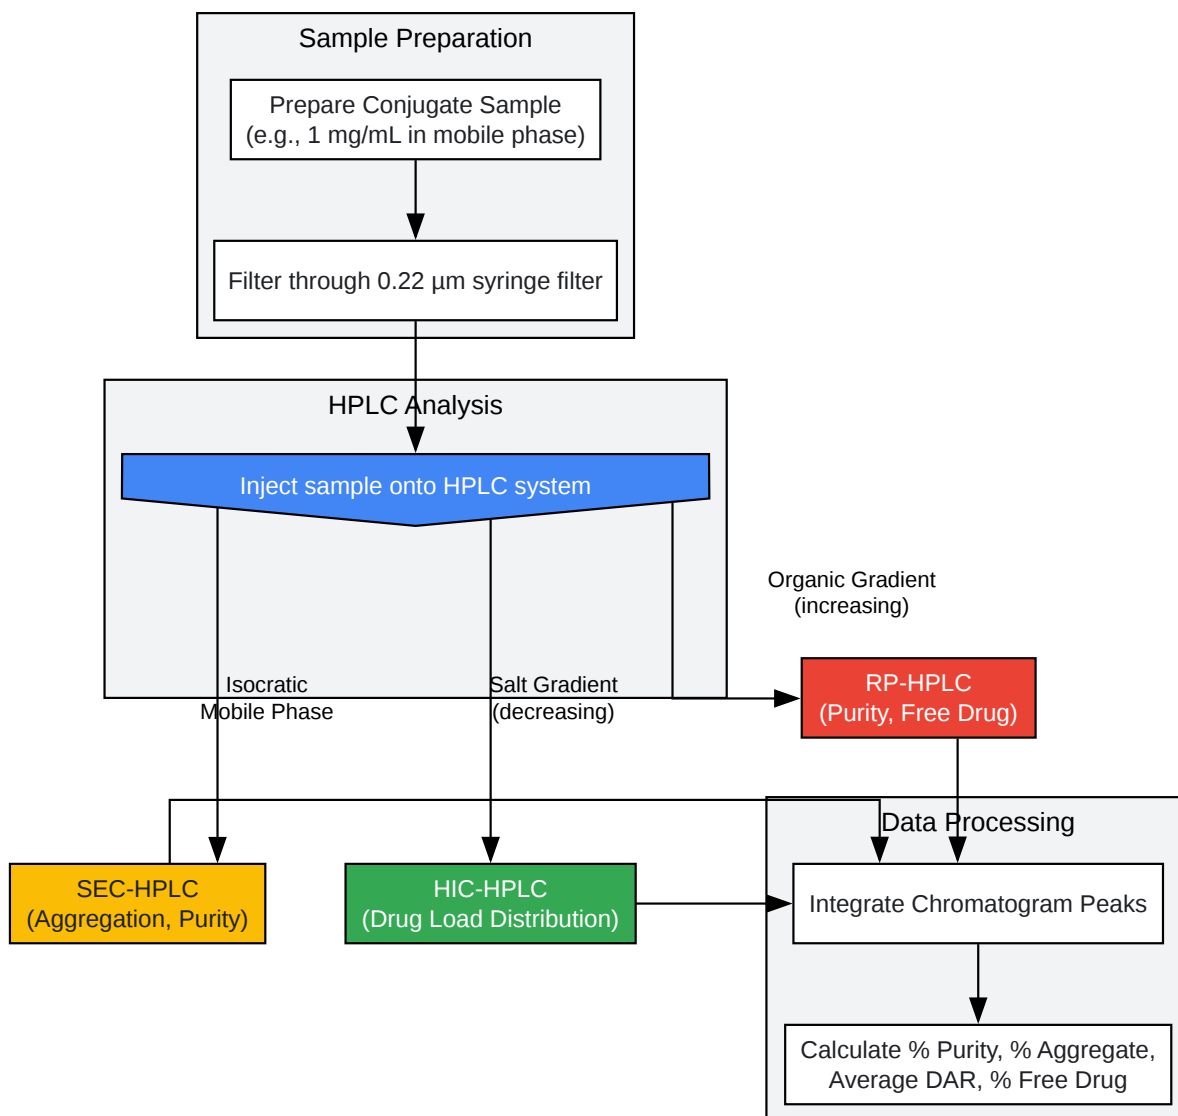 Sample Preparation
Prepare Conjugate Sample
(e.g., 1 mg/mL in mobile phase)
Filter through 0.22 µm syringe filter
HPLC Analysis
Inject sample onto HPLC system
Organic Gradient
(increasing)
Isocratic
Mobile Phase
Salt Gradient
(decreasing)
RP-HPLC
(Purity, Free Drug)
Data Processing
SEC-HPLC
(Aggregation, Purity)
HIC-HPLC
(Drug Load Distribution)
Integrate Chromatogram Peaks
Calculate % Purity, % Aggregate,
Average DAR, % Free Drug